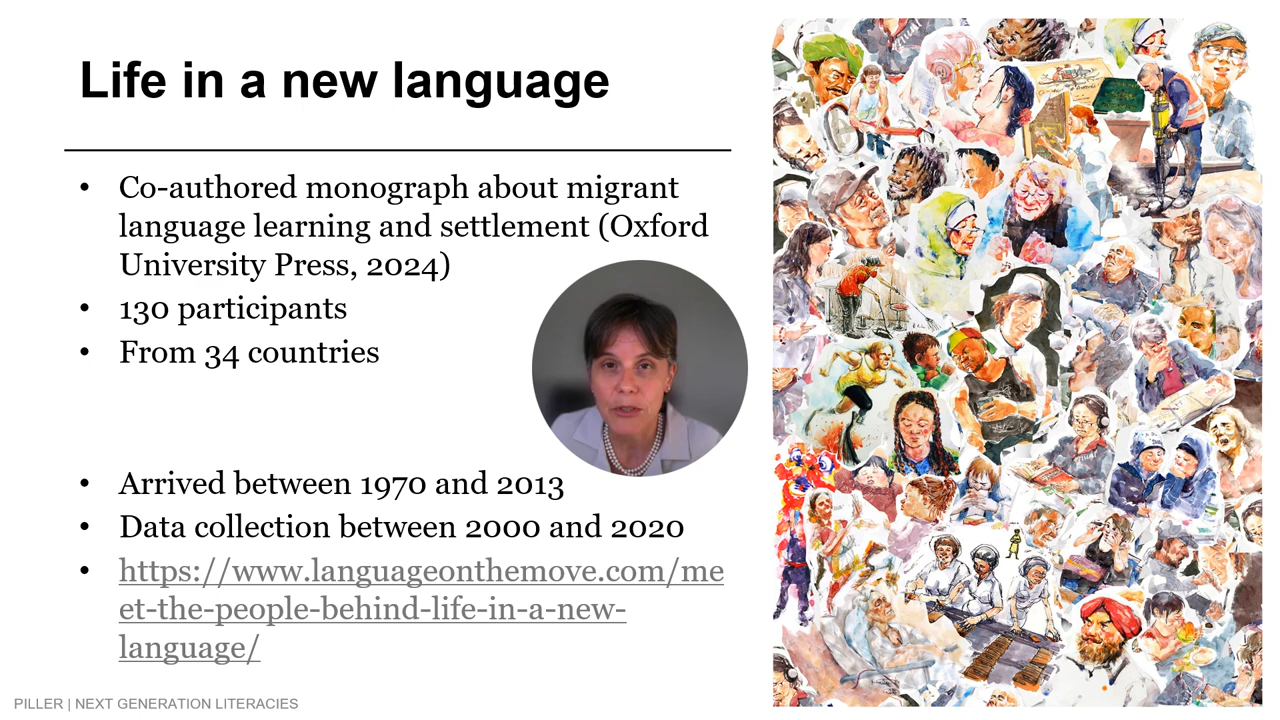 Life in a new language
• Co-authored monograph about migrant
language learning and settlement (Oxford
University Press, 2024)
• 130 participants
• From 34 countries
• Arrived between 1970 and 2013
• Data collection between 2000 and 2020
• https://www.languageonthemove.com/me
et-the-people-behind-life-in-a-new-
language/
PILLER | NEXT GENERATION LITERACIES